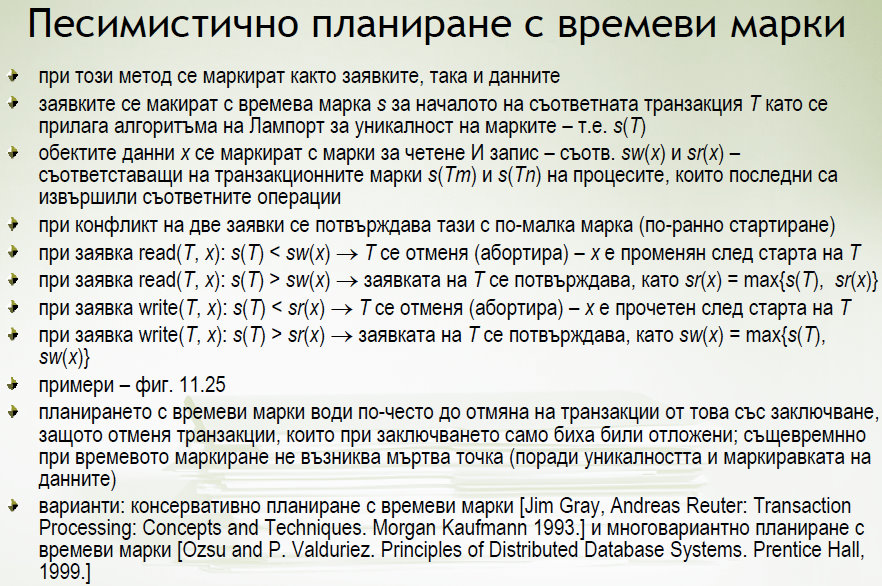 Песимистично планиране с времеви марки
при този метод се маркират както заявките, така и данните
заявките се макират с времева марка s за началото на съответната транзакция T като се
прилага алгоритъма на Лампорт за уникалност на марките – т.е. s(T)
обектите данни x се маркират с марки за четене И запис – съотв. sw(x) и sr(x) –
съответстващи на транзакционните марки s(Tm) и s(Tn) на процесите, които последни са
извършили съответните операции
при конфликт на две заявки се потвърждава тази с по-малка марка (по-ранно стартиране)
при заявка read(T, x): s(T) < sw(x) → T се отменя (абортира) – x е променян след старта на T
при заявка read(T, x): s(T) > sw(x) → заявката на T се потвърждава, като sr(x) = max{s(T), sr(x)}
при заявка write(T, x): s(T) < sr(x) → T се отменя (абортира) – x е прочетен след старта на T
при заявка write(T, x): s(T) > sr(x) → заявката на T се потвърждава, като sw(x) = max{s(T),
sw(x)}
примери – фиг. 11.25
планирането с времеви марки води по-често до отмяна на транзакции от това със заключване,
защото отменя транзакции, които при заключването само биха били отложени; същевремнно
при времевото маркиране не възниква мъртва точка (поради уникалността и маркиравката на
данните)
варианти: консервативно планиране с времеви марки [Jim Gray, Andreas Reuter: Transaction
Processing: Concepts and Techniques. Morgan Kaufmann 1993.] и многовариантно планиране с
времеви марки [Ozsu and P. Valduriez. Principles of Distributed Database Systems. Prentice Hall,
1999.]